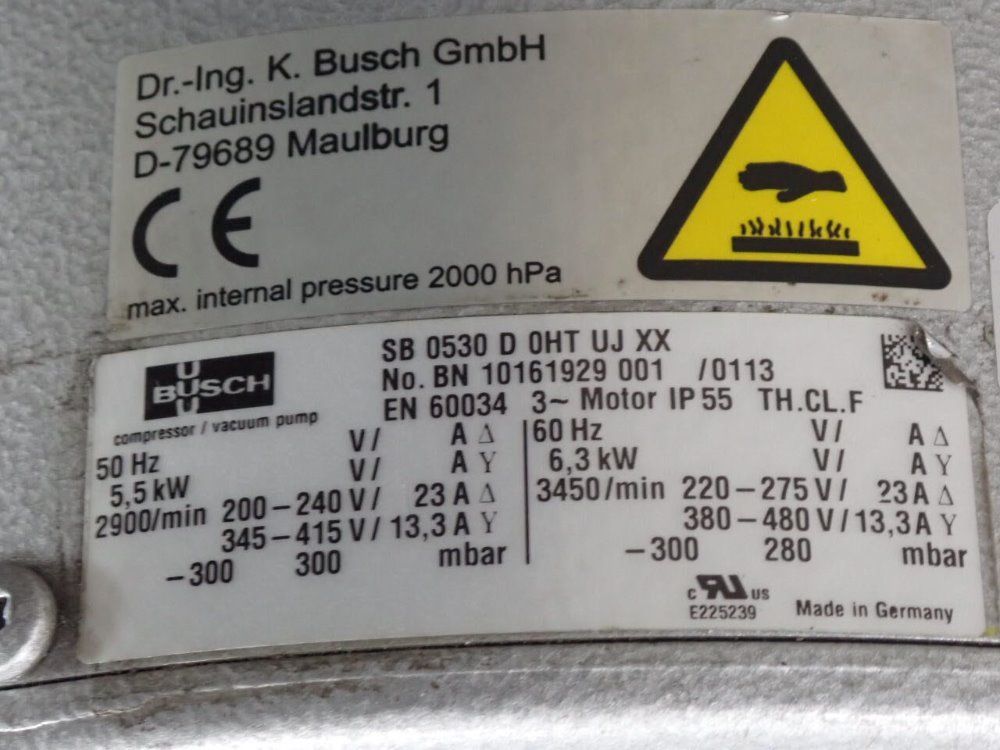 Dr.-Ing. K. Busch GmbH
Schauinslandstr. 1
D-79689 Maulburg
CE
max. internal pressure 2000 hPa
BUSCH
compressor / vacuum pump
SB 0530 D 0HT UJ XX
No. BN 10161929 001 /0113
EN 60034 3~ Motor IP 55 TH.CL.F
50 Hz V/ A Δ
5,5 kW V/ A Y
2900/min 200–240 V/ 23 A Δ
345–415 V/ 13,3 A Y
–300 300 mbar
60 Hz V/ A Δ
6,3 kW V/ A Y
3450/min 220–275 V/ 23 A Δ
380–480 V/ 13,3 A Y
–300 280 mbar
c RU us
E225239
Made in Germany